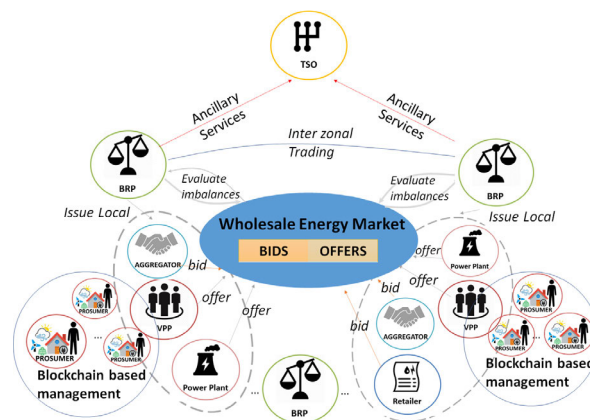 TSO
Ancillary
Services
Ancillary
Services
Inter zonal
Trading
BRP
BRP
Evaluate
imbalances
Evaluate
imbalances
Issue Local
Issue Local
Wholesale Energy Market
BIDS
OFFERS
AGGREGATOR
bid
offer
offer
VPP
Power Plant
PROSUMER
PROSUMER
PROSUMER
...
Blockchain based
management
offer
Power Plant
offer
bid
VPP
AGGREGATOR
bid
Retailer
PROSUMER
PROSUMER
PROSUMER
...
Blockchain based
management
...
BRP
...